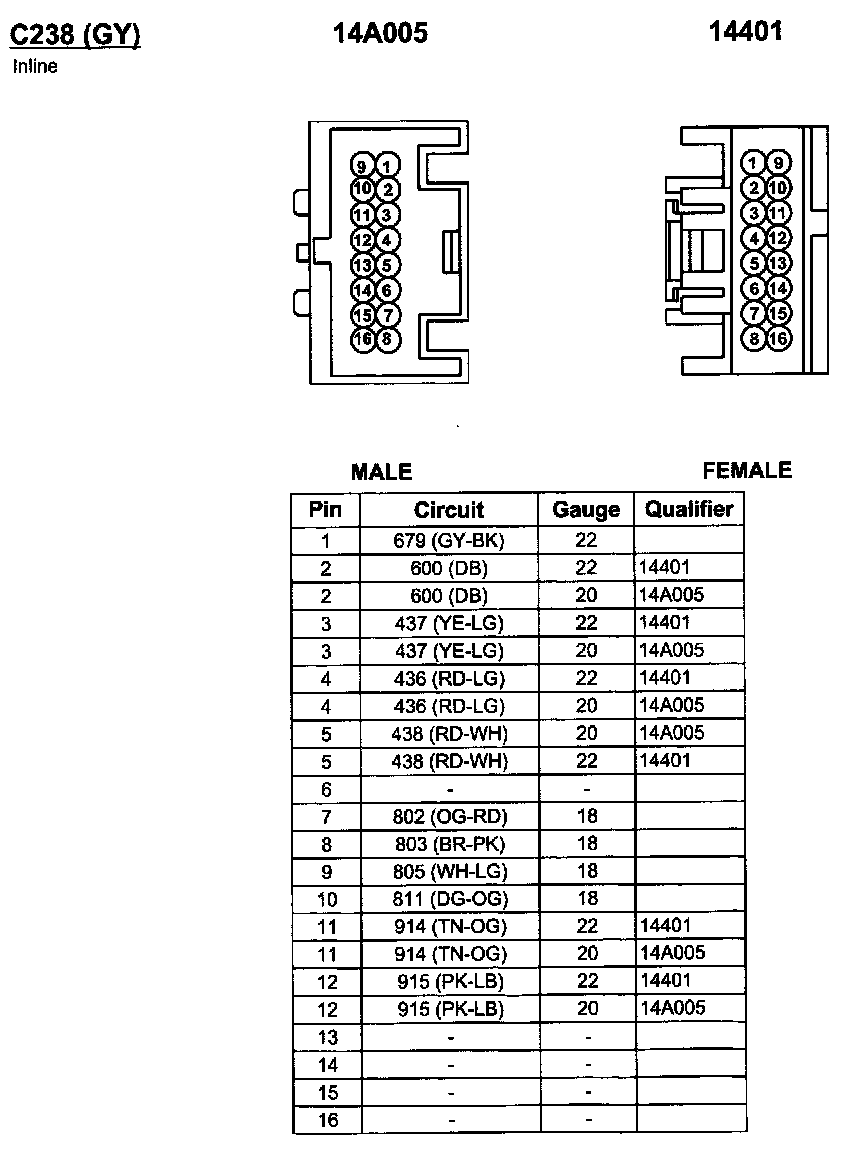 C238 (GY) 14A005 14401
Inline
9 1 1 9
10 2 2 10
11 3 3 11
12 4 4 12
13 5 5 13
14 6 6 14
15 7 7 15
16 8 8 16
MALE FEMALE
Pin Circuit Gauge Qualifier
1 679 (GY-BK) 22
2 600 (DB) 22 14401
2 600 (DB) 20 14A005
3 437 (YE-LG) 22 14401
3 437 (YE-LG) 20 14A005
4 436 (RD-LG) 22 14401
4 436 (RD-LG) 20 14A005
5 438 (RD-WH) 20 14A005
5 438 (RD-WH) 22 14401
6 - -
7 802 (OG-RD) 18
8 803 (BR-PK) 18
9 805 (WH-LG) 18
10 811 (DG-OG) 18
11 914 (TN-OG) 22 14401
11 914 (TN-OG) 20 14A005
12 915 (PK-LB) 22 14401
12 915 (PK-LB) 20 14A005
13 - -
14 - -
15 - -
16 - -